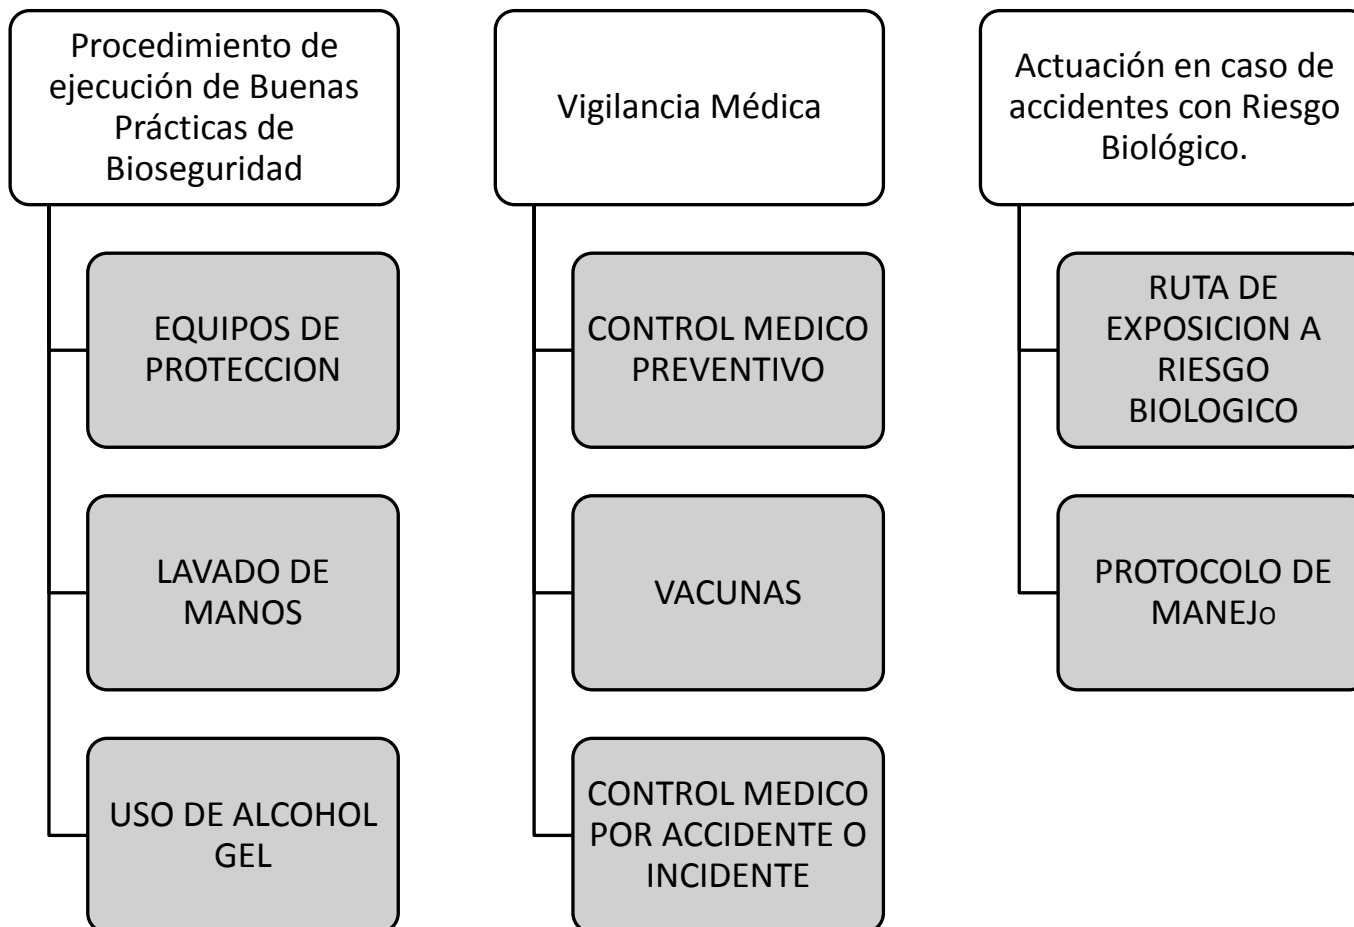 Procedimiento de
ejecución de Buenas
Prácticas de
Bioseguridad
EQUIPOS DE
PROTECCION
LAVADO DE
MANOS
USO DE ALCOHOL
GEL
Vigilancia Médica
CONTROL MEDICO
PREVENTIVO
VACUNAS
CONTROL MEDICO
POR ACCIDENTE O
INCIDENTE
Actuación en caso de
accidentes con Riesgo
Biológico.
RUTA DE
EXPOSICION A
RIESGO
BIOLOGICO
PROTOCOLO DE
MANEJo